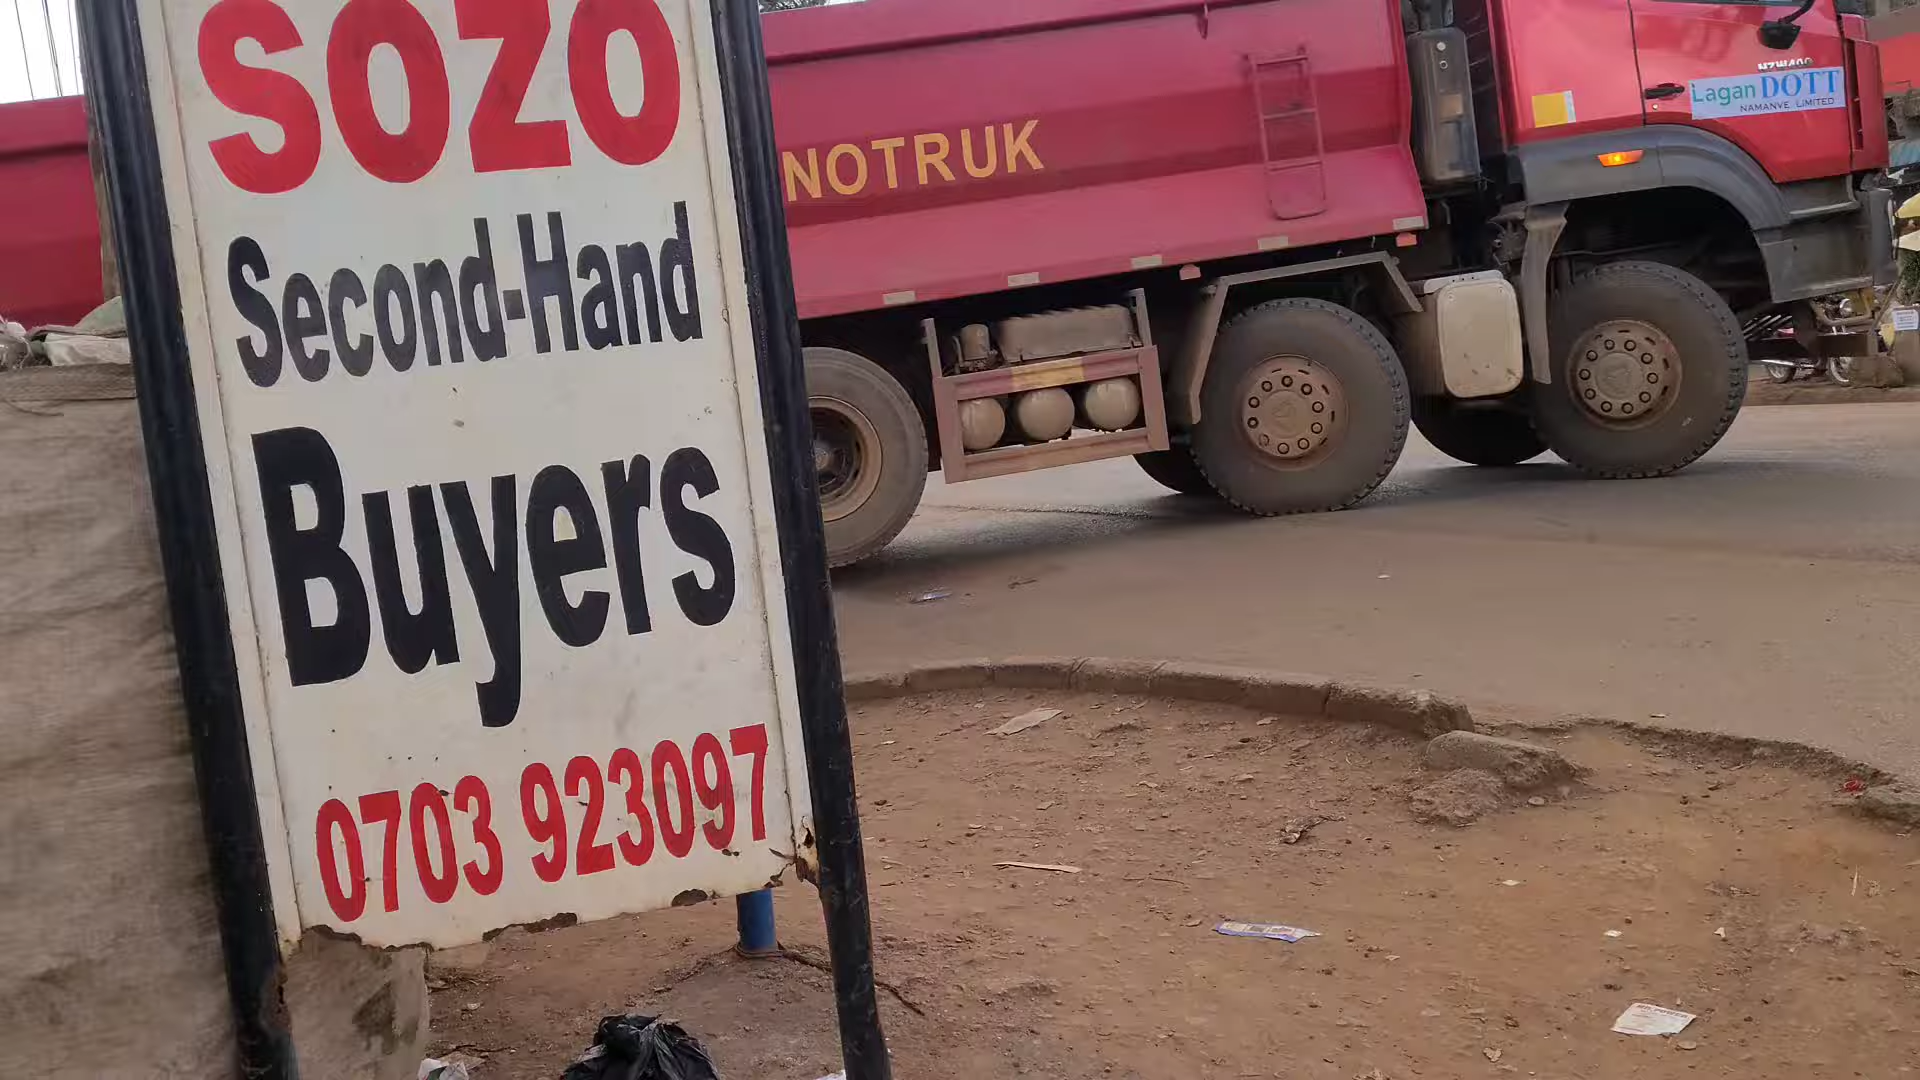 SOZO
Second-Hand
Buyers
0703 923097
NOTRUK
Lagan DOTT
NAMANVE LIMITED